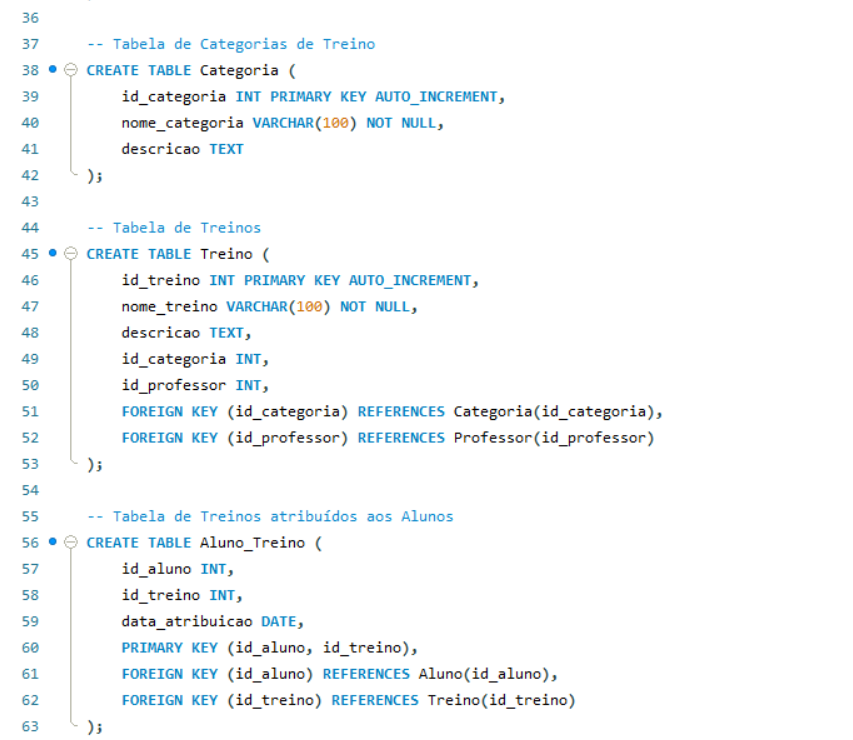 36
37 -- Tabela de Categorias de Treino
38 CREATE TABLE Categoria (
39 id_categoria INT PRIMARY KEY AUTO_INCREMENT,
40 nome_categoria VARCHAR(100) NOT NULL,
41 descricao TEXT
42 );
43
44 -- Tabela de Treinos
45 CREATE TABLE Treino (
46 id_treino INT PRIMARY KEY AUTO_INCREMENT,
47 nome_treino VARCHAR(100) NOT NULL,
48 descricao TEXT,
49 id_categoria INT,
50 id_professor INT,
51 FOREIGN KEY (id_categoria) REFERENCES Categoria(id_categoria),
52 FOREIGN KEY (id_professor) REFERENCES Professor(id_professor)
53 );
54
55 -- Tabela de Treinos atribuídos aos Alunos
56 CREATE TABLE Aluno_Treino (
57 id_aluno INT,
58 id_treino INT,
59 data_atribuicao DATE,
60 PRIMARY KEY (id_aluno, id_treino),
61 FOREIGN KEY (id_aluno) REFERENCES Aluno(id_aluno),
62 FOREIGN KEY (id_treino) REFERENCES Treino(id_treino)
63 );